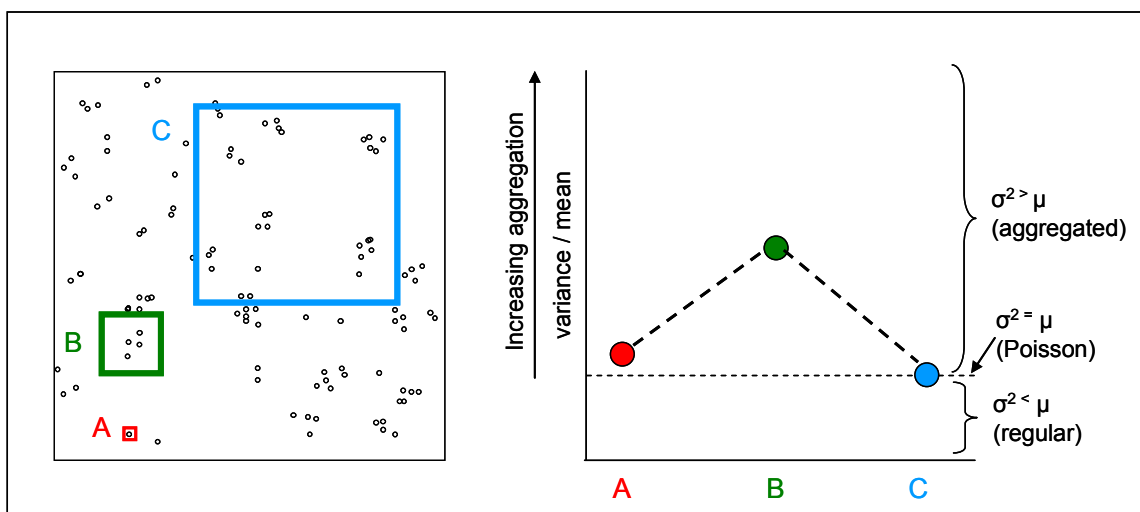 C
B
A
Increasing aggregation
variance / mean
σ² > μ
(aggregated)
σ² = μ
(Poisson)
σ² < μ
(regular)
A B C